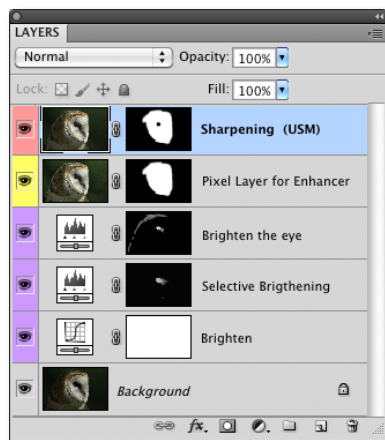 LAYERS
Normal Opacity: 100%
Lock: Fill: 100%
Sharpening (USM)
Pixel Layer for Enhancer
Brighten the eye
Selective Brigthening
Brighten
Background
fx.